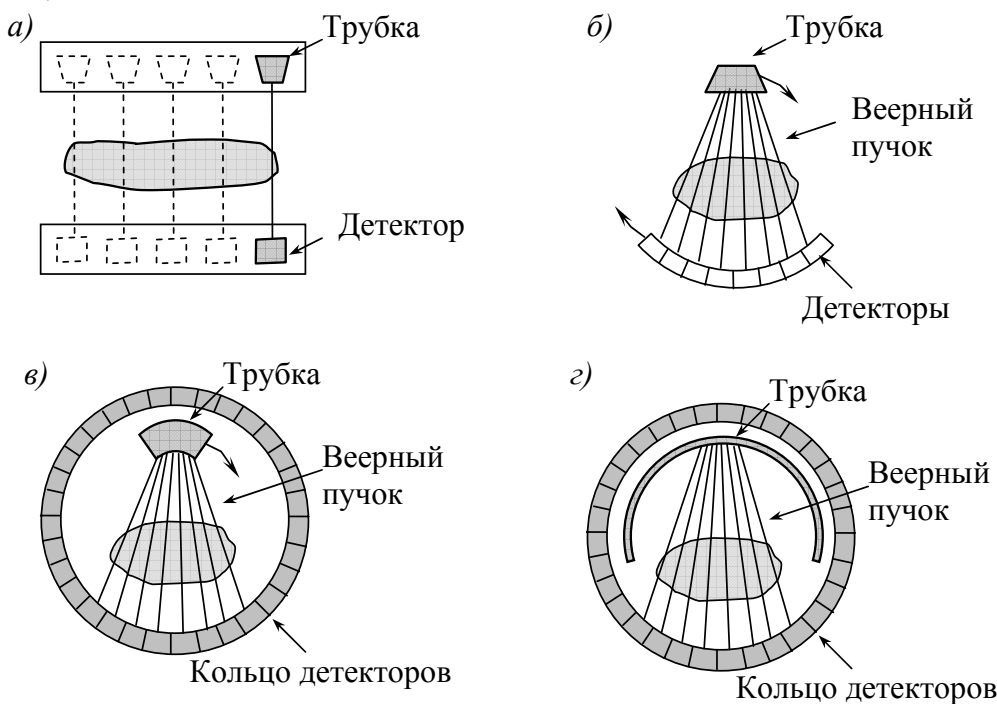 а)
Трубка
Детектор
б)
Трубка
Веерный
пучок
Детекторы
в)
Трубка
Веерный
пучок
Кольцо детекторов
г)
Трубка
Веерный
пучок
Кольцо детекторов